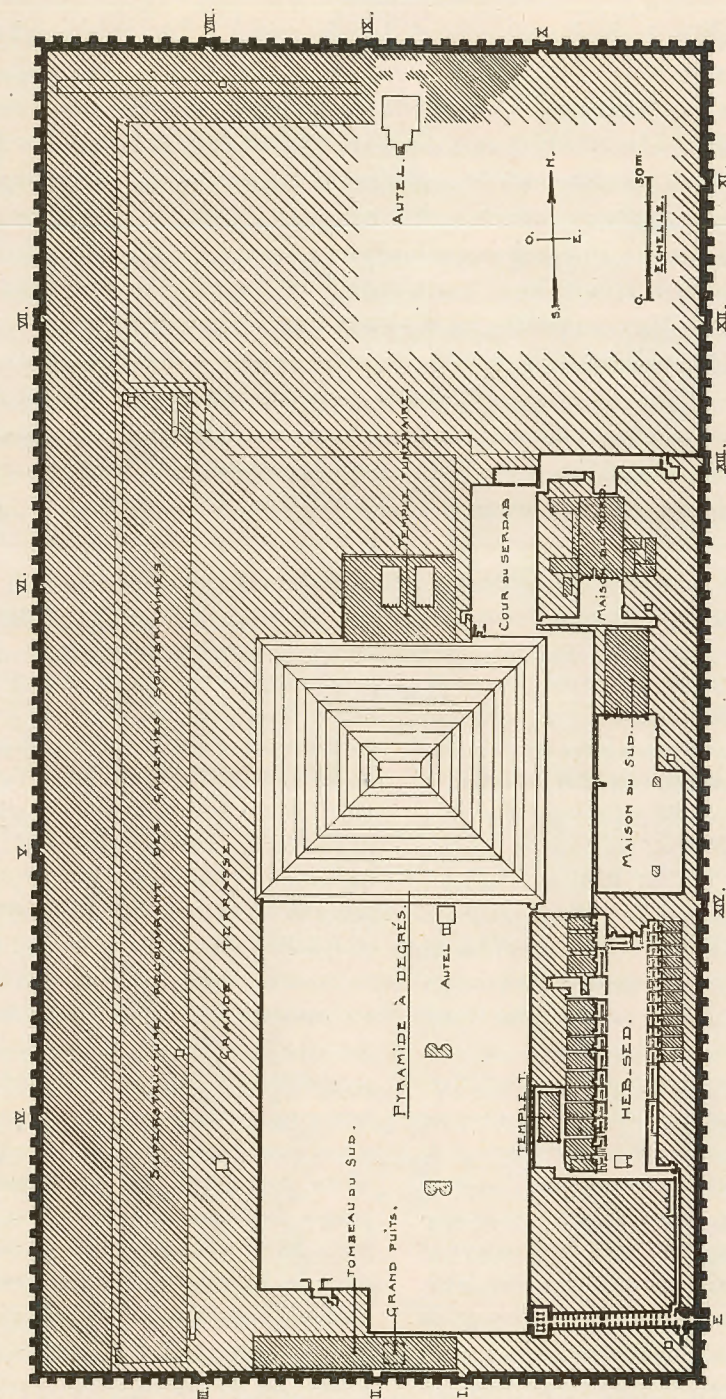 VIII.
IX.
X
VII.
XI.
AUTEL.
N.
O.
E.
S.
50m.
O.
ECHELLE.
XII.
TEMPLE FUNÉRAIRE.
XIII.
VI.
COUR DU SERDAB
MAISON DU NORD.
SUPERSTRUCTURE RECOUVRANT DES GALERIES SOUTERRAINES.
GRANDE TERRASSE.
V.
MAISON DU SUD.
XIV.
PYRAMIDE À DEGRÉS.
AUTEL
HEB-SED.
TEMPLE T.
IV.
TOMBEAU DU SUD.
GRAND PUITS.
III.
II.
I.
E.